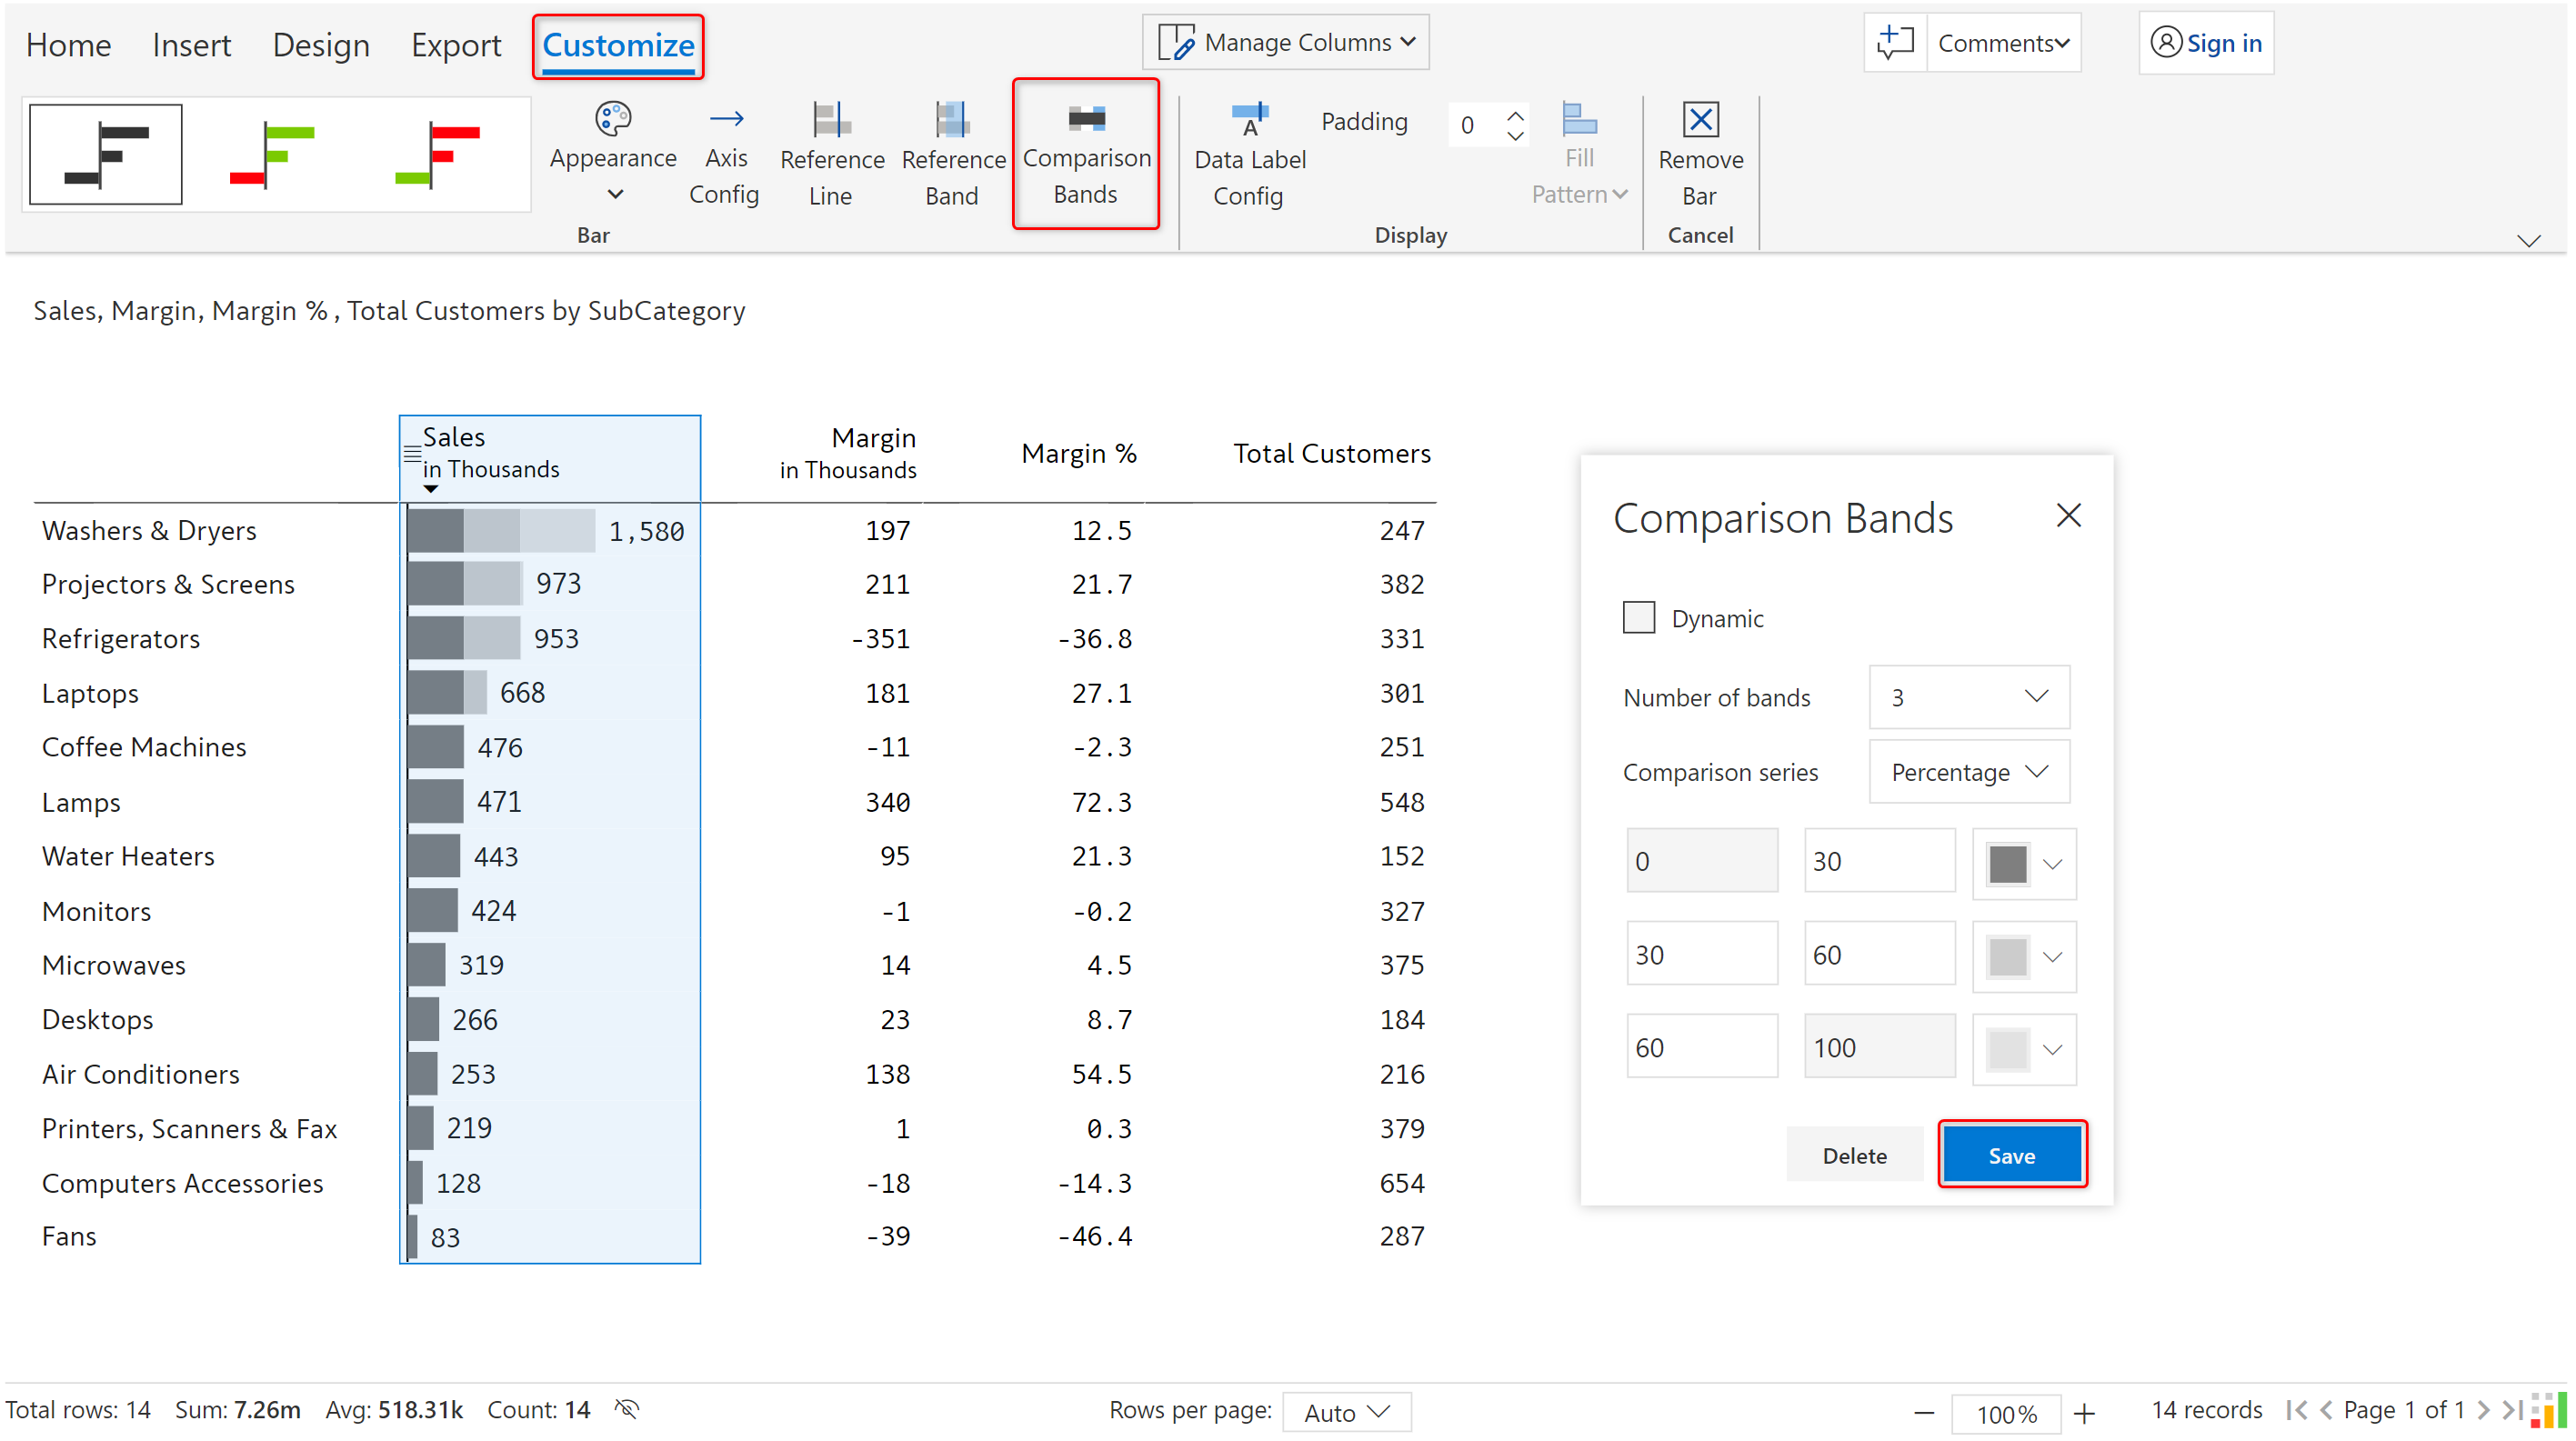 Home Insert Design Export Customize Manage Columns Comments Sign in
Appearance Axis Config Reference Line Reference Band Comparison Bands A Data Label Config Padding 0 Fill Pattern Remove Bar
Bar Display Cancel
Sales, Margin, Margin % , Total Customers by SubCategory
Sales in Thousands Margin in Thousands Margin % Total Customers
Washers & Dryers 1,580 197 12.5 247
Projectors & Screens 973 211 21.7 382
Refrigerators 953 -351 -36.8 331
Laptops 668 181 27.1 301
Coffee Machines 476 -11 -2.3 251
Lamps 471 340 72.3 548
Water Heaters 443 95 21.3 152
Monitors 424 -1 -0.2 327
Microwaves 319 14 4.5 375
Desktops 266 23 8.7 184
Air Conditioners 253 138 54.5 216
Printers, Scanners & Fax 219 1 0.3 379
Computers Accessories 128 -18 -14.3 654
Fans 83 -39 -46.4 287
Comparison Bands
Dynamic
Number of bands 3
Comparison series Percentage
0 30
30 60
60 100
Delete Save
Total rows: 14 Sum: 7.26m Avg: 518.31k Count: 14 Rows per page: Auto 100% 14 records Page 1 of 1